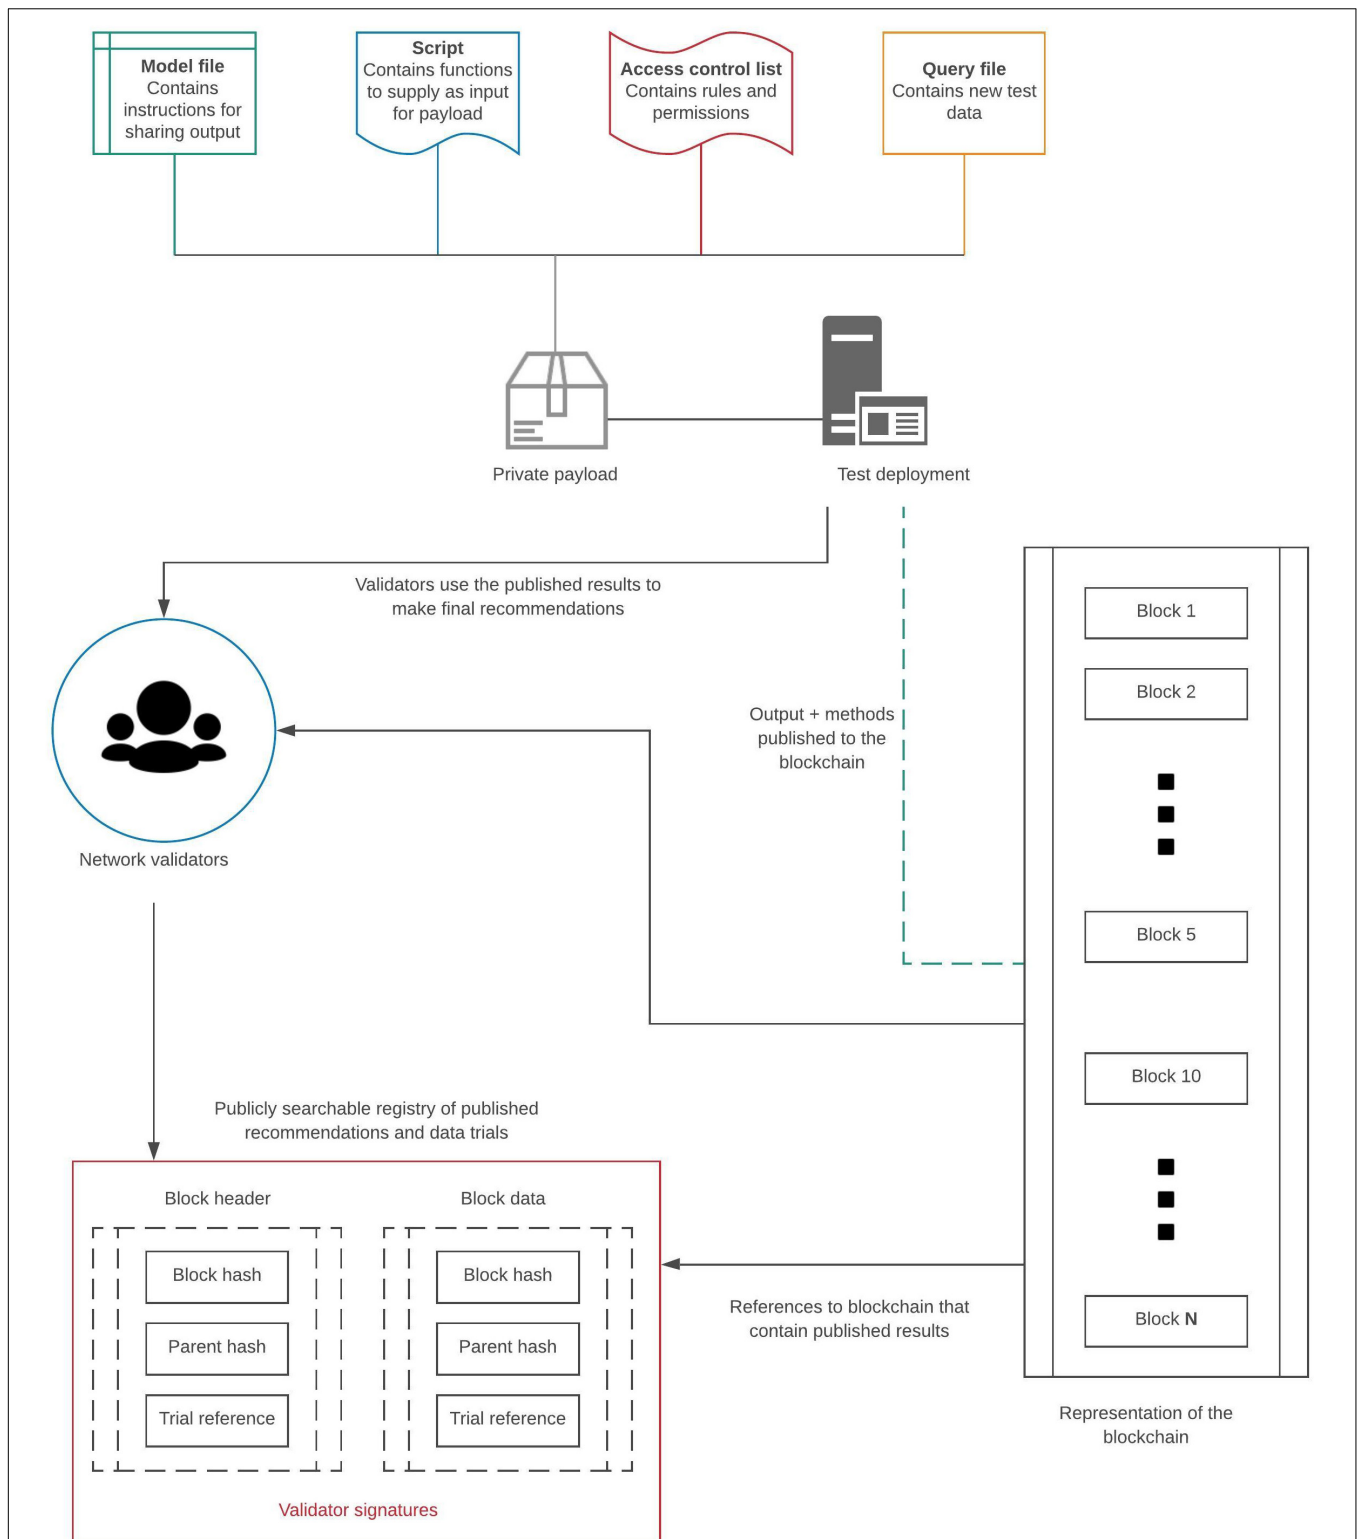 Model file
Contains
instructions for
sharing output
Script
Contains functions
to supply as input
for payload
Access control list
Contains rules and
permissions
Query file
Contains new test
data
Private payload
Test deployment
Validators use the published results to
make final recommendations
Network validators
Output + methods
published to the
blockchain
Block 1
Block 2
Block 5
Block 10
Block N
Representation of the
blockchain
References to blockchain that
contain published results
Publicly searchable registry of published
recommendations and data trials
Block header
Block hash
Parent hash
Trial reference
Block data
Block hash
Parent hash
Trial reference
Validator signatures